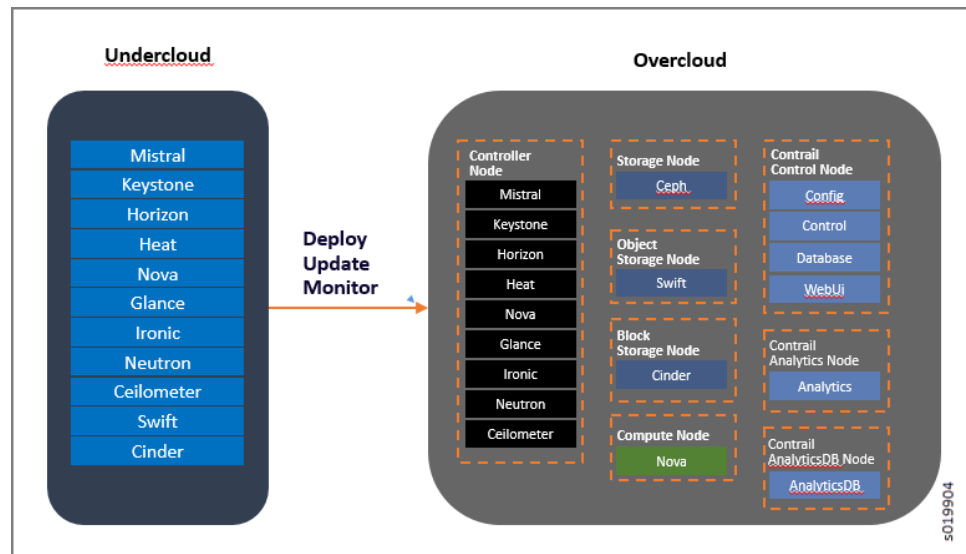 Undercloud
Overcloud
Mistral
Keystone
Horizon
Heat
Nova
Glance
Ironic
Neutron
Ceilometer
Swift
Cinder
Deploy
Update
Monitor
Controller
Node
Mistral
Keystone
Horizon
Heat
Nova
Glance
Ironic
Neutron
Ceilometer
Storage Node
Ceph
Object
Storage Node
Swift
Block
Storage Node
Cinder
Compute Node
Nova
Contrail
Control Node
Config
Control
Database
WebUi
Contrail
Analytics Node
Analytics
Contrail
AnalyticsDB Node
AnalyticsDB
s019904